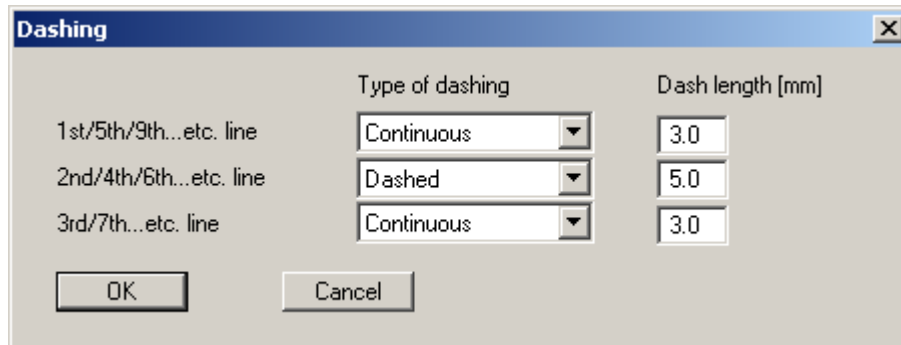 Dashing
Type of dashing Dash length [mm]
1st/5th/9th...etc. line Continuous 3.0
2nd/4th/6th...etc. line Dashed 5.0
3rd/7th...etc. line Continuous 3.0
OK Cancel